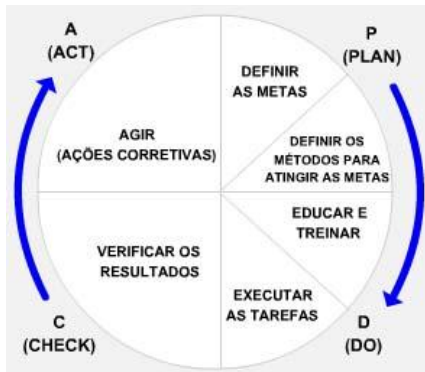 A
(ACT)
P
(PLAN)
DEFINIR
AS METAS
AGIR
(AÇÕES CORRETIVAS)
DEFINIR OS
MÉTODOS PARA
ATINGIR AS METAS
EDUCAR E
TREINAR
VERIFICAR OS
RESULTADOS
EXECUTAR
AS TAREFAS
C
(CHECK)
D
(DO)